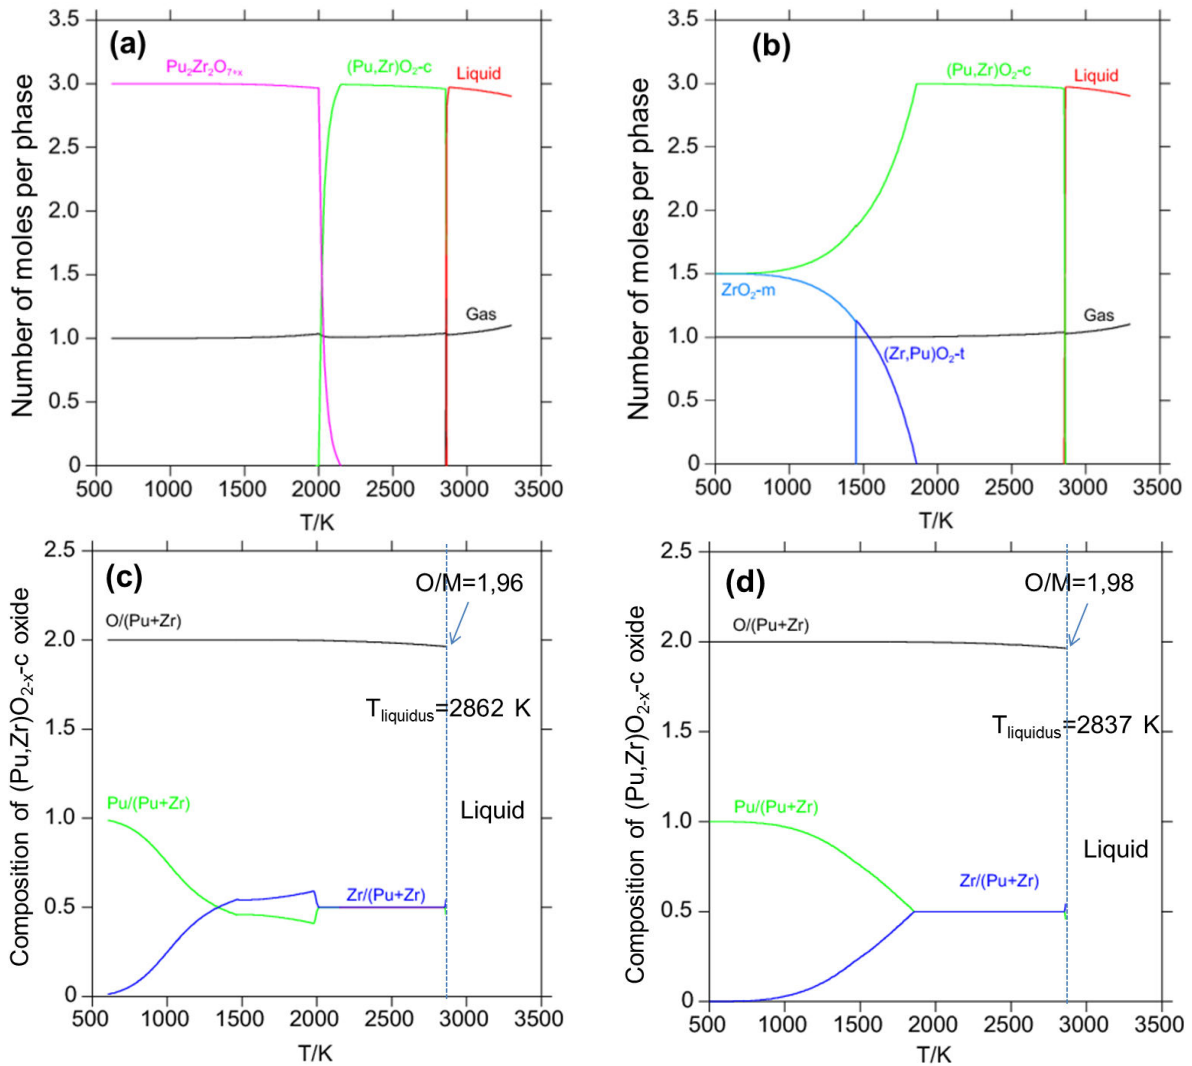 (a)
Number of moles per phase
3.5
3.0
2.5
2.0
1.5
1.0
0.5
0
Pu₂Zr₂O₇₊ₓ
(Pu,Zr)O₂-c
Liquid
Gas
500 1000 1500 2000 2500 3000 3500
T/K
(b)
Number of moles per phase
3.5
3.0
2.5
2.0
1.5
1.0
0.5
0
(Pu,Zr)O₂-c
Liquid
ZrO₂-m
Gas
(Zr,Pu)O₂-t
500 1000 1500 2000 2500 3000 3500
T/K
(c)
Composition of (Pu,Zr)O₂₋ₓ-c oxide
2.5
2.0
1.5
1.0
0.5
0
O/M=1,96
O/(Pu+Zr)
Tliquidus=2862 K
Pu/(Pu+Zr)
Liquid
Zr/(Pu+Zr)
500 1000 1500 2000 2500 3000 3500
T/K
(d)
Composition of (Pu,Zr)O₂₋ₓ-c oxide
2.5
2.0
1.5
1.0
0.5
0
O/M=1,98
O/(Pu+Zr)
Tliquidus=2837 K
Pu/(Pu+Zr)
Liquid
Zr/(Pu+Zr)
500 1000 1500 2000 2500 3000 3500
T/K